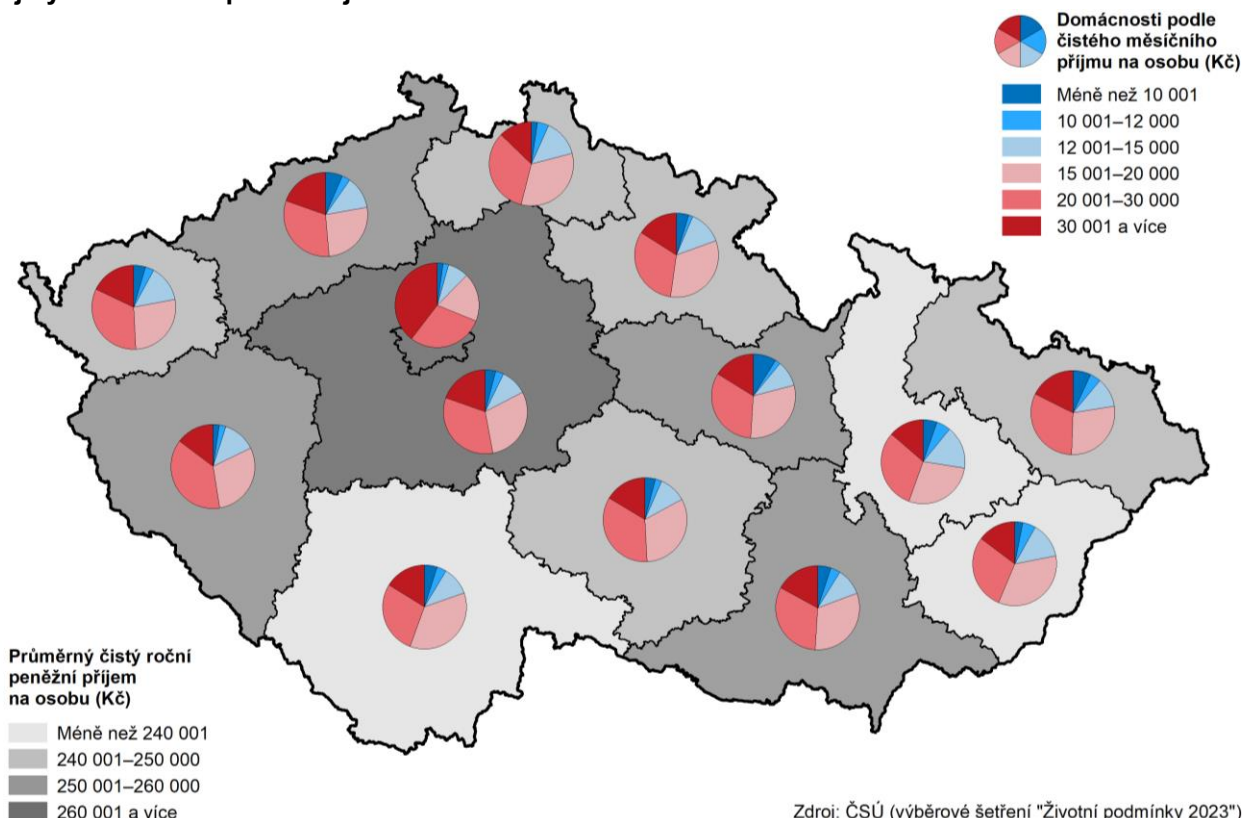 Domácnosti podle
čistého měsíčního
příjmu na osobu (Kč)
Méně než 10 001
10 001–12 000
12 001–15 000
15 001–20 000
20 001–30 000
30 001 a více
Průměrný čistý roční
peněžní příjem
na osobu (Kč)
Méně než 240 001
240 001–250 000
250 001–260 000
260 001 a více
Zdroj: ČSÚ (výběrové šetření "Životní podmínky 2023")